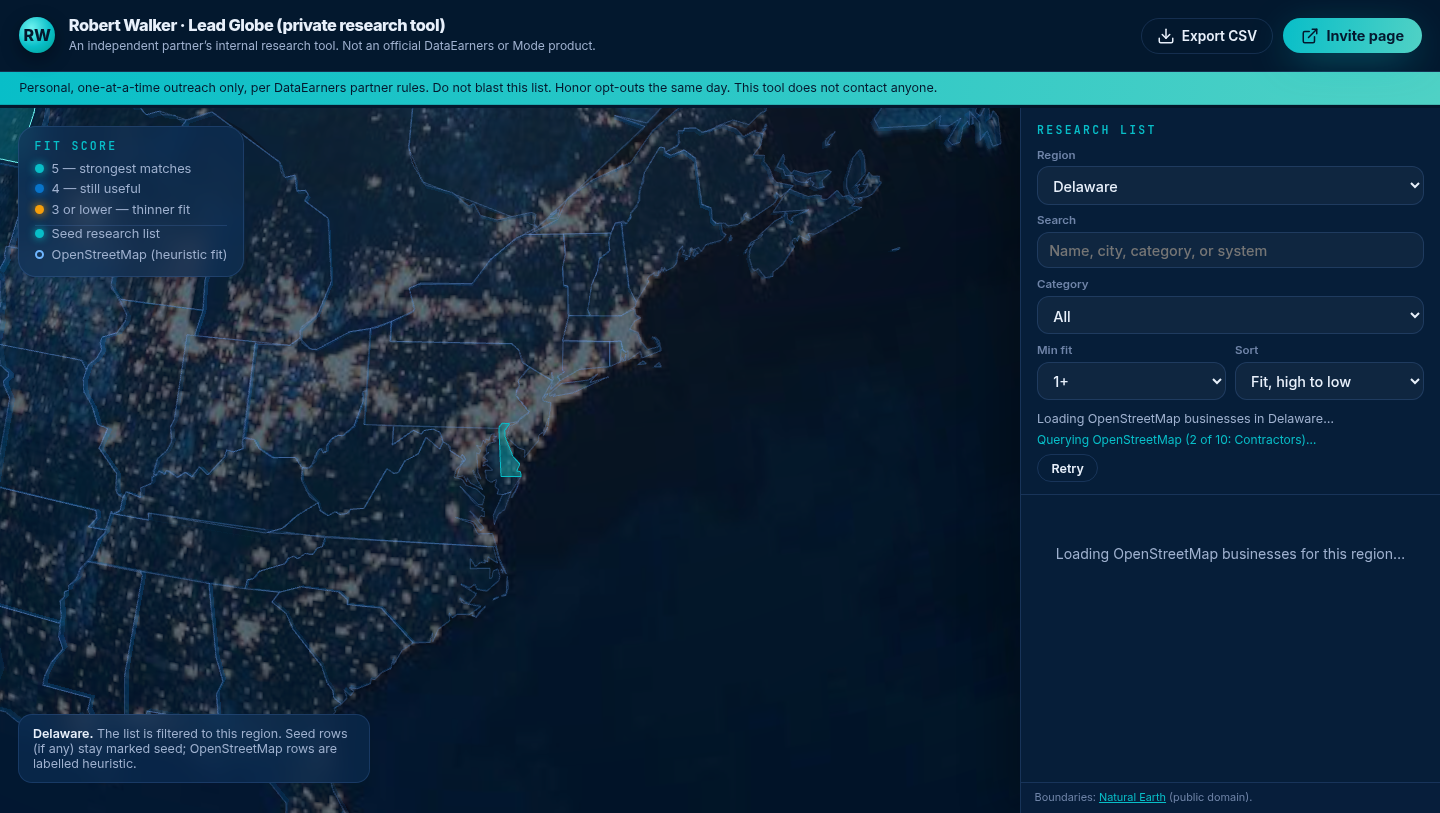 RW
Robert Walker · Lead Globe (private research tool)
An independent partner’s internal research tool. Not an official DataEarners or Mode product.
Export CSV
Invite page
Personal, one-at-a-time outreach only, per DataEarners partner rules. Do not blast this list. Honor opt-outs the same day. This tool does not contact anyone.
FIT SCORE
5 — strongest matches
4 — still useful
3 or lower — thinner fit
Seed research list
OpenStreetMap (heuristic fit)
Delaware. The list is filtered to this region. Seed rows
(if any) stay marked seed; OpenStreetMap rows are
labelled heuristic.
RESEARCH LIST
Region
Delaware
Search
Name, city, category, or system
Category
All
Min fit
Sort
1+
Fit, high to low
Loading OpenStreetMap businesses in Delaware…
Querying OpenStreetMap (2 of 10: Contractors)…
Retry
Loading OpenStreetMap businesses for this region…
Boundaries: Natural Earth (public domain).